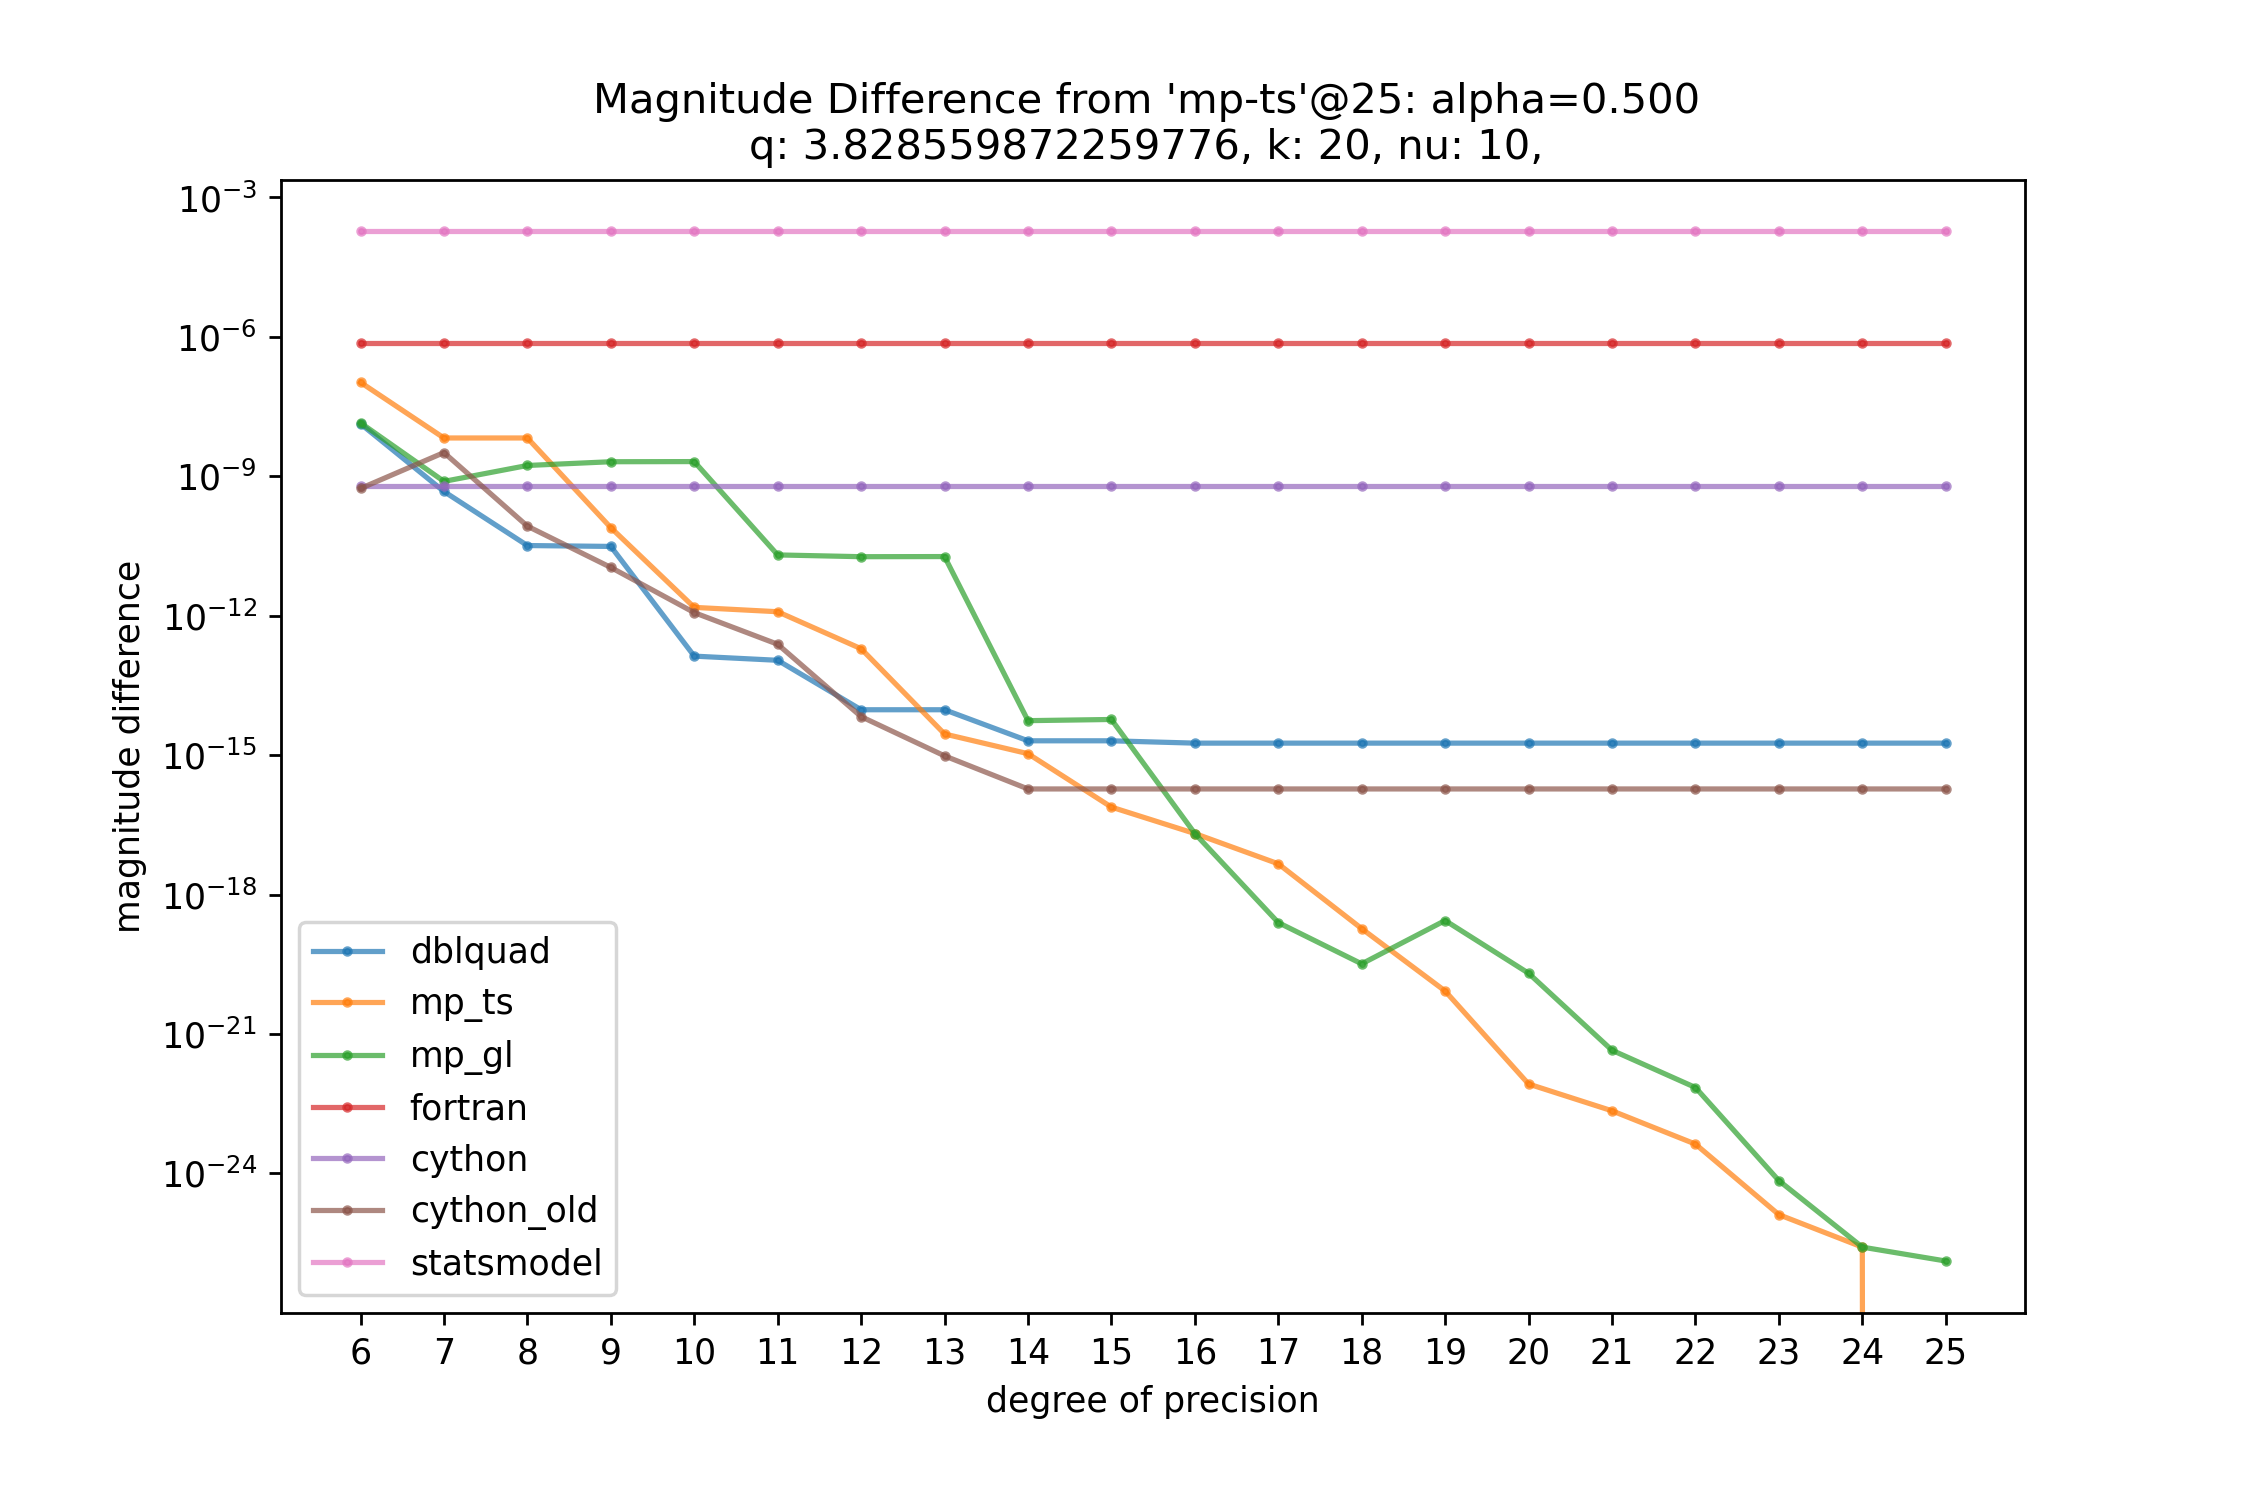 Magnitude Difference from 'mp-ts'@25: alpha=0.500
q: 3.828559872259776, k: 20, nu: 10,
magnitude difference
10⁻³
10⁻⁶
10⁻⁹
10⁻¹²
10⁻¹⁵
10⁻¹⁸
10⁻²¹
10⁻²⁴
dblquad
mp_ts
mp_gl
fortran
cython
cython_old
statsmodel
6 7 8 9 10 11 12 13 14 15 16 17 18 19 20 21 22 23 24 25
degree of precision